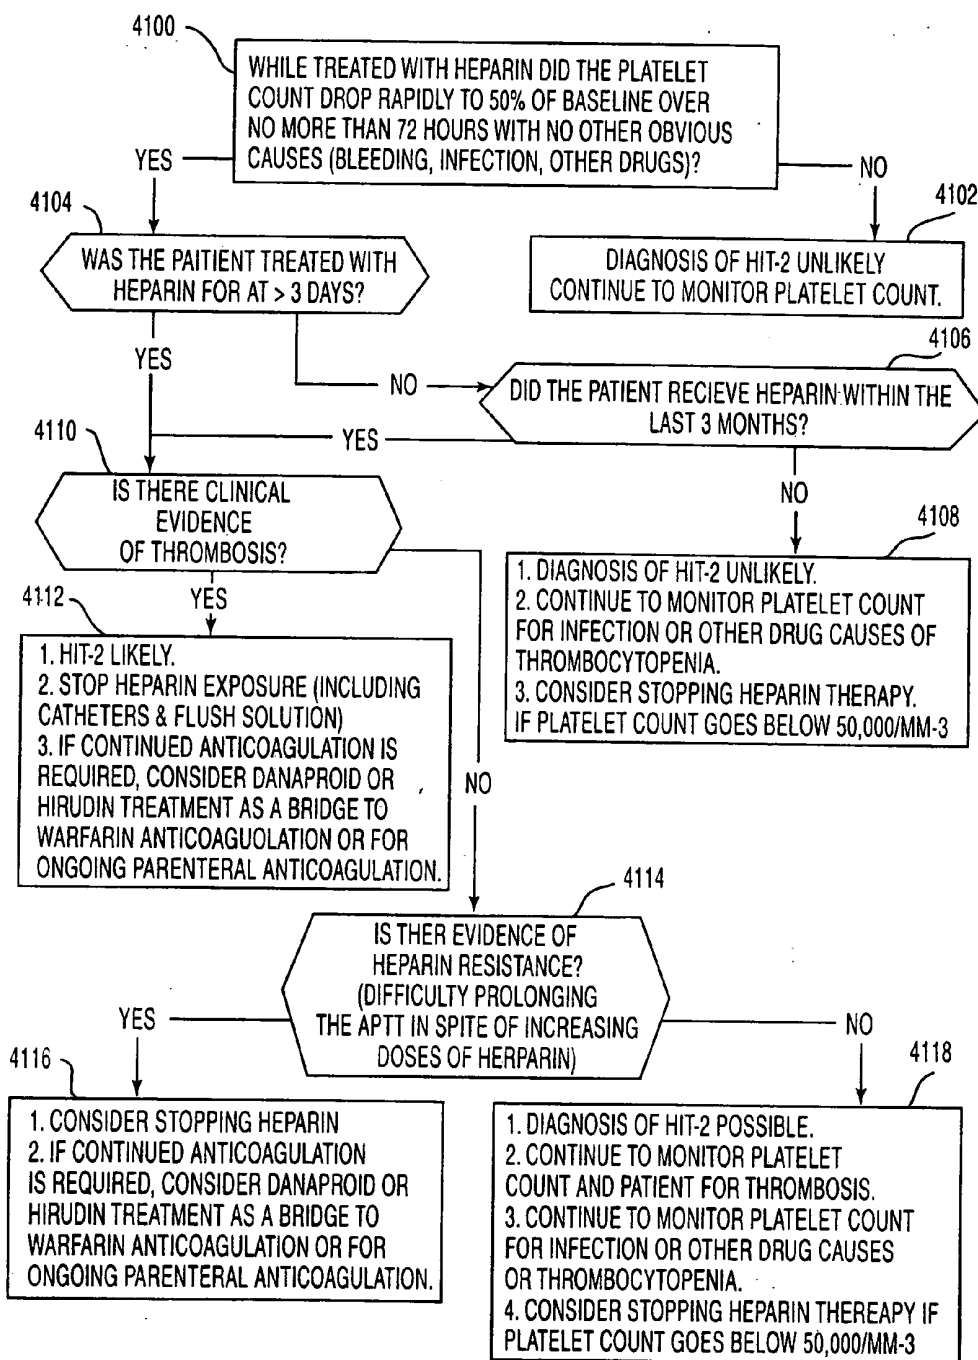 4100
WHILE TREATED WITH HEPARIN DID THE PLATELET
COUNT DROP RAPIDLY TO 50% OF BASELINE OVER
NO MORE THAN 72 HOURS WITH NO OTHER OBVIOUS
CAUSES (BLEEDING, INFECTION, OTHER DRUGS)?
YES
NO
4104
4102
WAS THE PAITIENT TREATED WITH
HEPARIN FOR AT > 3 DAYS?
DIAGNOSIS OF HIT-2 UNLIKELY
CONTINUE TO MONITOR PLATELET COUNT.
4106
YES
NO
DID THE PATIENT RECIEVE HEPARIN WITHIN THE
LAST 3 MONTHS?
YES
4110
IS THERE CLINICAL
EVIDENCE
OF THROMBOSIS?
NO
4108
1. DIAGNOSIS OF HIT-2 UNLIKELY.
2. CONTINUE TO MONITOR PLATELET COUNT
FOR INFECTION OR OTHER DRUG CAUSES OF
THROMBOCYTOPENIA.
3. CONSIDER STOPPING HEPARIN THERAPY.
IF PLATELET COUNT GOES BELOW 50,000/MM-3
YES
4112
1. HIT-2 LIKELY.
2. STOP HEPARIN EXPOSURE (INCLUDING
CATHETERS & FLUSH SOLUTION)
3. IF CONTINUED ANTICOAGULATION IS
REQUIRED, CONSIDER DANAPROID OR
HIRUDIN TREATMENT AS A BRIDGE TO
WARFARIN ANTICOAGUOLATION OR FOR
ONGOING PARENTERAL ANTICOAGULATION.
NO
4114
IS THER EVIDENCE OF
HEPARIN RESISTANCE?
(DIFFICULTY PROLONGING
THE APTT IN SPITE OF INCREASING
DOSES OF HERPARIN)
YES
NO
4116
1. CONSIDER STOPPING HEPARIN
2. IF CONTINUED ANTICOAGULATION
IS REQUIRED, CONSIDER DANAPROID OR
HIRUDIN TREATMENT AS A BRIDGE TO
WARFARIN ANTICOAGULATION OR FOR
ONGOING PARENTERAL ANTICOAGULATION.
4118
1. DIAGNOSIS OF HIT-2 POSSIBLE.
2. CONTINUE TO MONITOR PLATELET
COUNT AND PATIENT FOR THROMBOSIS.
3. CONTINUE TO MONITOR PLATELET COUNT
FOR INFECTION OR OTHER DRUG CAUSES
OR THROMBOCYTOPENIA.
4. CONSIDER STOPPING HEPARIN THEREAPY IF
PLATELET COUNT GOES BELOW 50,000/MM-3